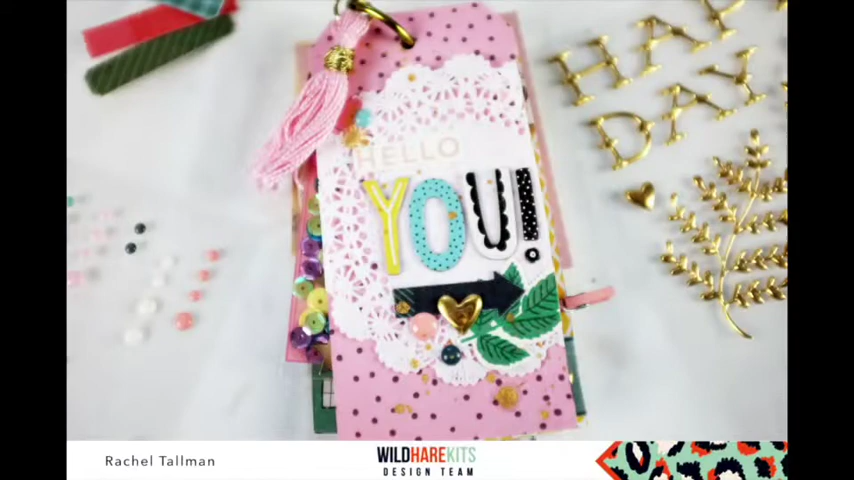 HAPPY
DAY
HELLO
YOU!
Rachel Tallman
WILDHAREKITS
DESIGN TEAM